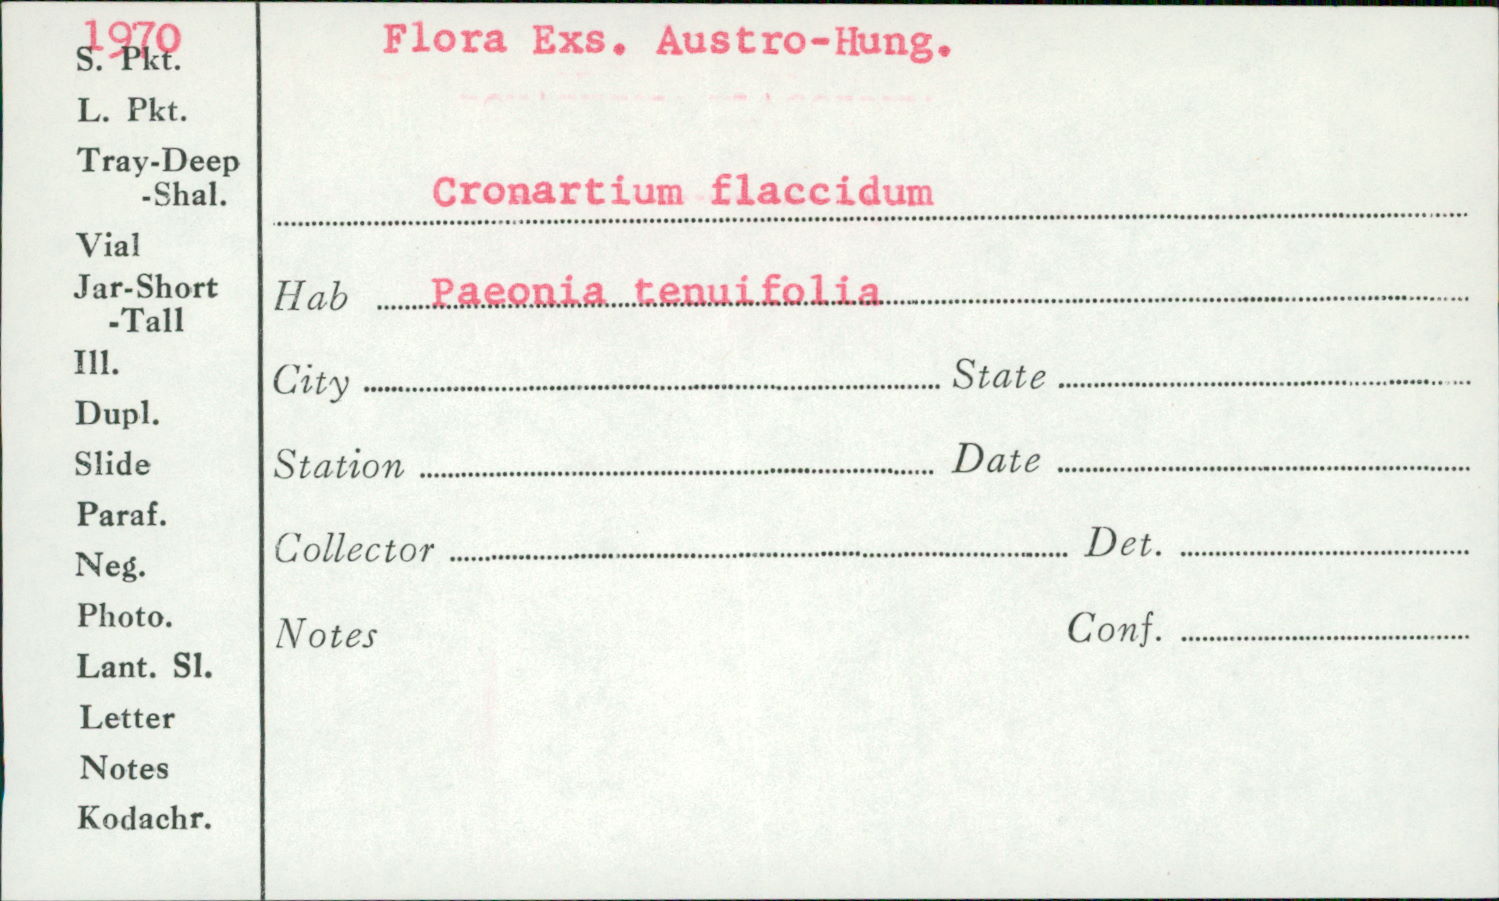 1970
S. Pkt.
L. Pkt.
Tray-Deep
-Shal.
Vial
Jar-Short
-Tall
Ill.
Dupl.
Slide
Paraf.
Neg.
Photo.
Lant. Sl.
Letter
Notes
Kodachr.
Flora Exs. Austro-Hung.
Cronartium flaccidum
Hab Paeonia tenuifolia
City State
Station Date
Collector Det.
Notes Conf.